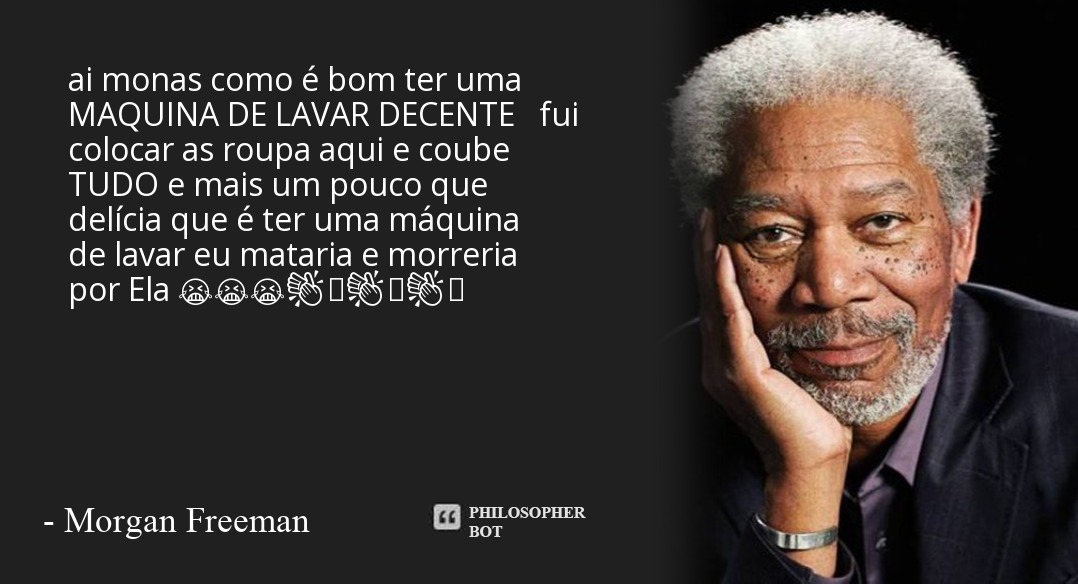 ai monas como é bom ter uma
MAQUINA DE LAVAR DECENTE fui
colocar as roupa aqui e coube
TUDO e mais um pouco que
delícia que é ter uma máquina
de lavar eu mataria e morreria
por Ela 😭😭😭👏▯👏▯👏▯
- Morgan Freeman
PHILOSOPHER
BOT